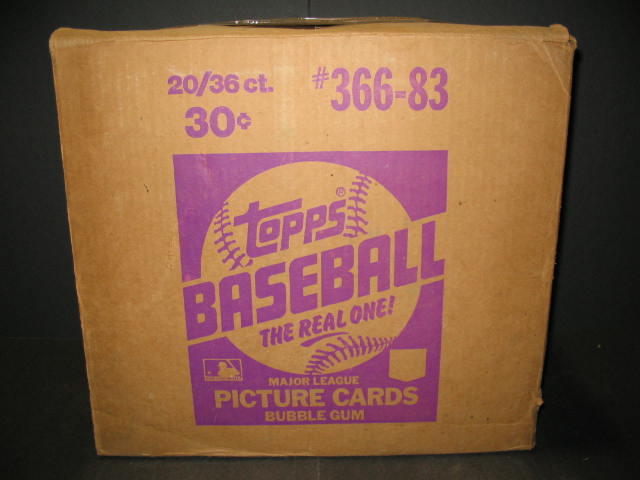 20/36 ct. #366-83
30¢
topps®
BASEBALL
THE REAL ONE!
MAJOR LEAGUE
PICTURE CARDS
BUBBLE GUM